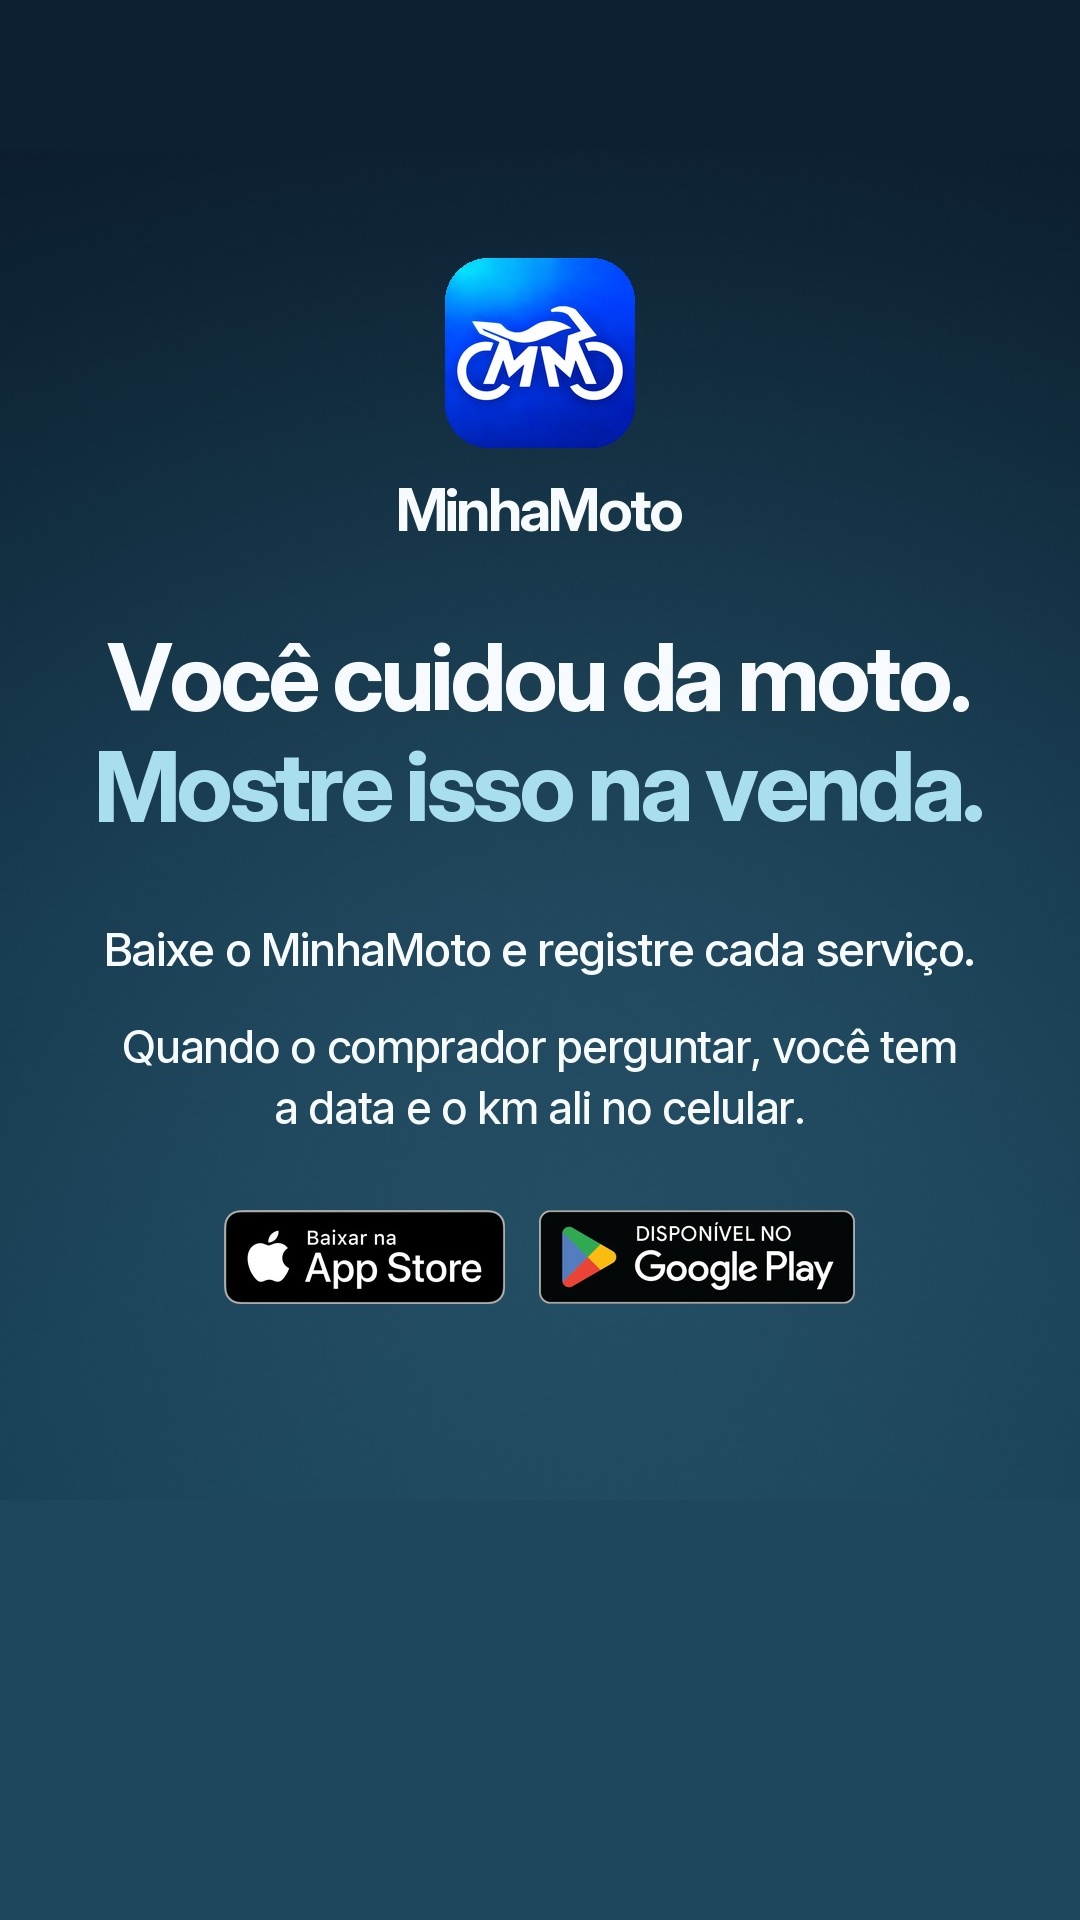 MM
MinhaMoto
Você cuidou da moto.
Mostre isso na venda.
Baixe o MinhaMoto e registre cada serviço.
Quando o comprador perguntar, você tem
a data e o km ali no celular.
Baixar na
App Store
DISPONÍVEL NO
Google Play